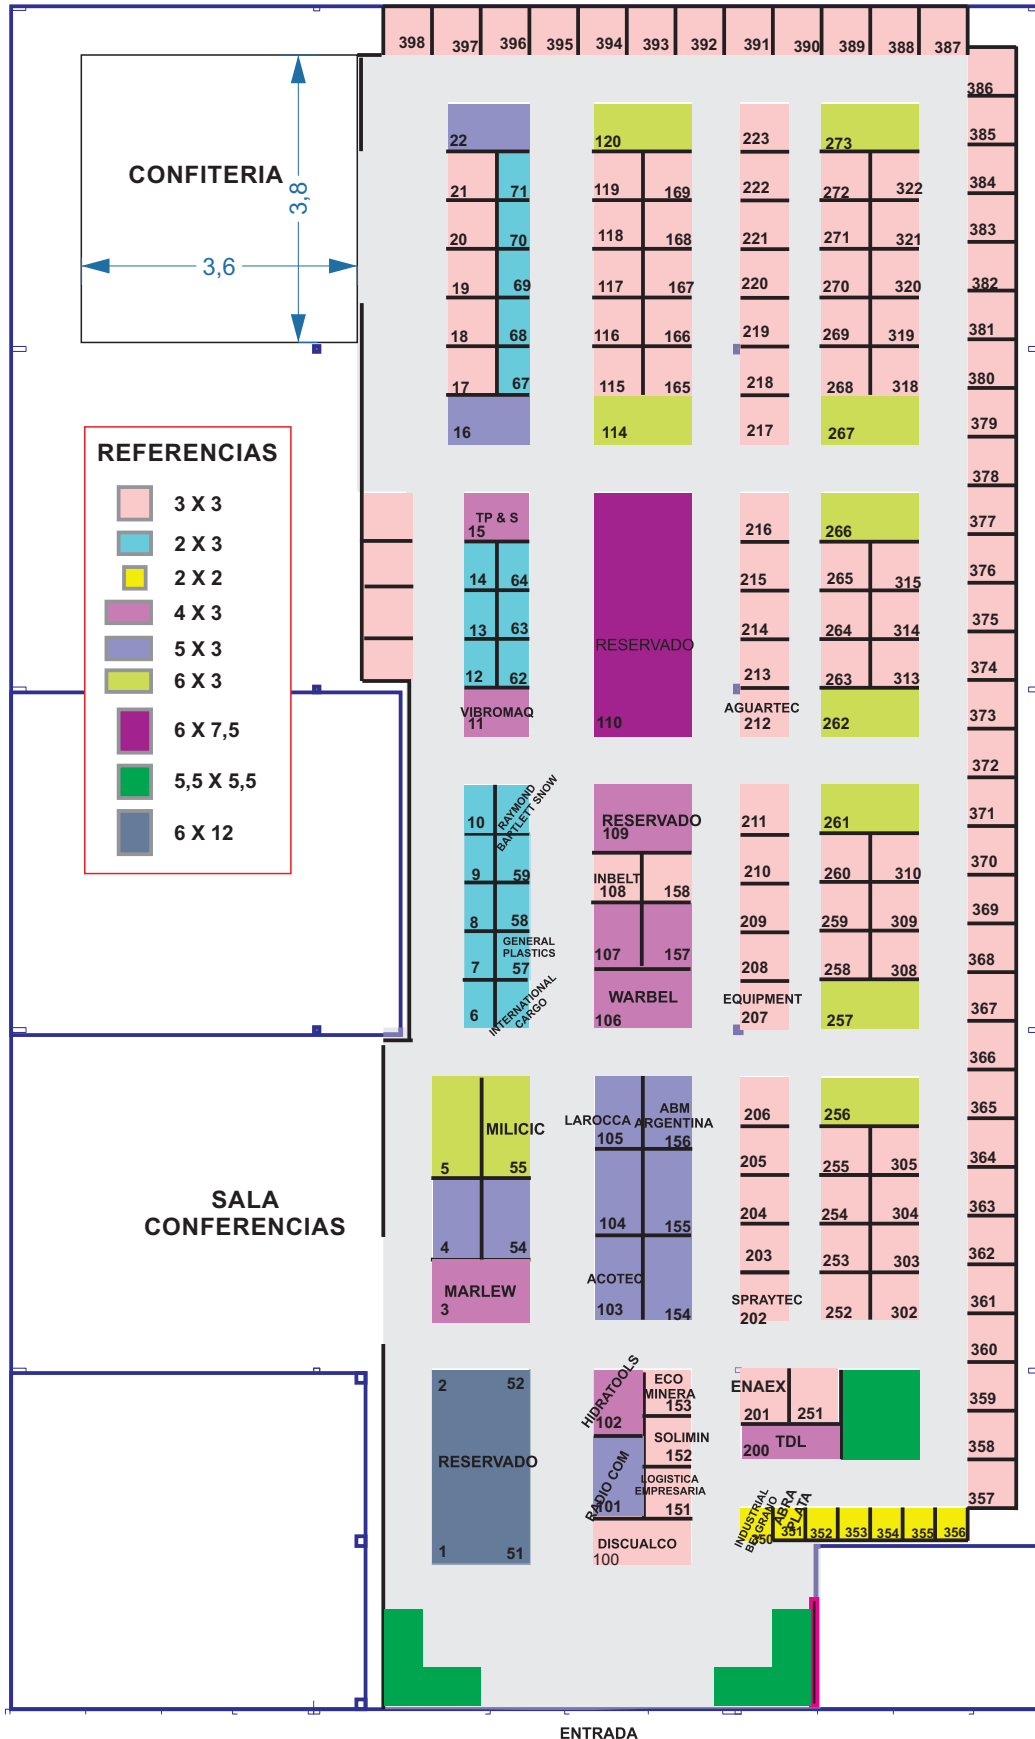 398 397 396 395 394 393 392 391 390 389 388 387
386
385
384
383
382
381
380
379
378
377
376
375
374
373
372
371
370
369
368
367
366
365
364
363
362
361
360
359
358
357
CONFITERIA
3,8
3,6
22
21 71
20 70
19 69
18 68
17 67
16
120
119 169
118 168
117 167
116 166
115 165
114
223
222
221
220
219
218
217
273
272 322
271 321
270 320
269 319
268 318
267
REFERENCIAS
3 X 3
2 X 3
2 X 2
4 X 3
5 X 3
6 X 3
6 X 7,5
5,5 X 5,5
6 X 12
TP & S
15
14 64
13 63
12 62
VIBROMAQ
11
RESERVADO
110
216
215
214
213
AGUARTEC
212
266
265 315
264 314
263 313
262
10
RAYMOND
BARTLETT SNOW
9 59
8 58
GENERAL
PLASTICS
7 57
6
INTERNATIONAL
CARGO
RESERVADO
109
INBELT
108 158
107 157
WARBEL
106
211
210
209
208
EQUIPMENT
207
261
260 310
259 309
258 308
257
MILICIC
5 55
4 54
MARLEW
3
LAROCCA
105
ABM
ARGENTINA
156
104 155
ACOTEC
103 154
206
205
204
203
SPRAYTEC
202
256
255 305
254 304
253 303
252 302
SALA
CONFERENCIAS
2 52
RESERVADO
1 51
HIDRATOOLS
102
ECO
MINERA
153
SOLIMIN
152
RADIO COM
101
LOGISTICA
EMPRESARIA
151
DISCUALCO
100
ENAEX
201 251
200 TDL
INDUSTRIAL
BELGRANO
350
ABRA
PLATA
351 352 353 354 355 356
ENTRADA